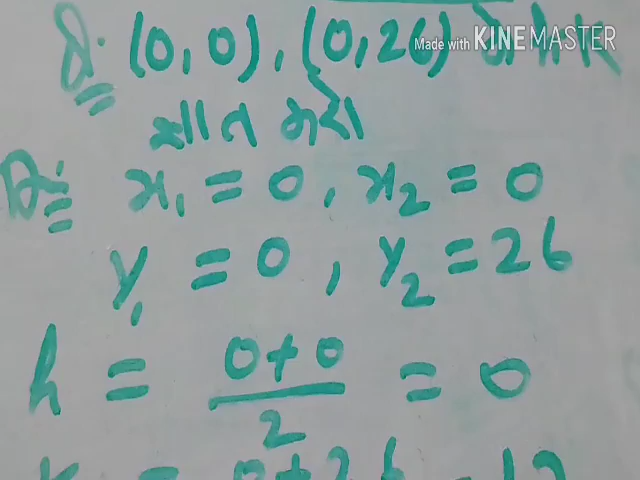 Q. (0,0), (0,26) से h k
ज्ञात करो
x₁ = 0, x₂ = 0
y₁ = 0, y₂ = 26
h = (0+0)/2 = 0
Made with KINEMASTER